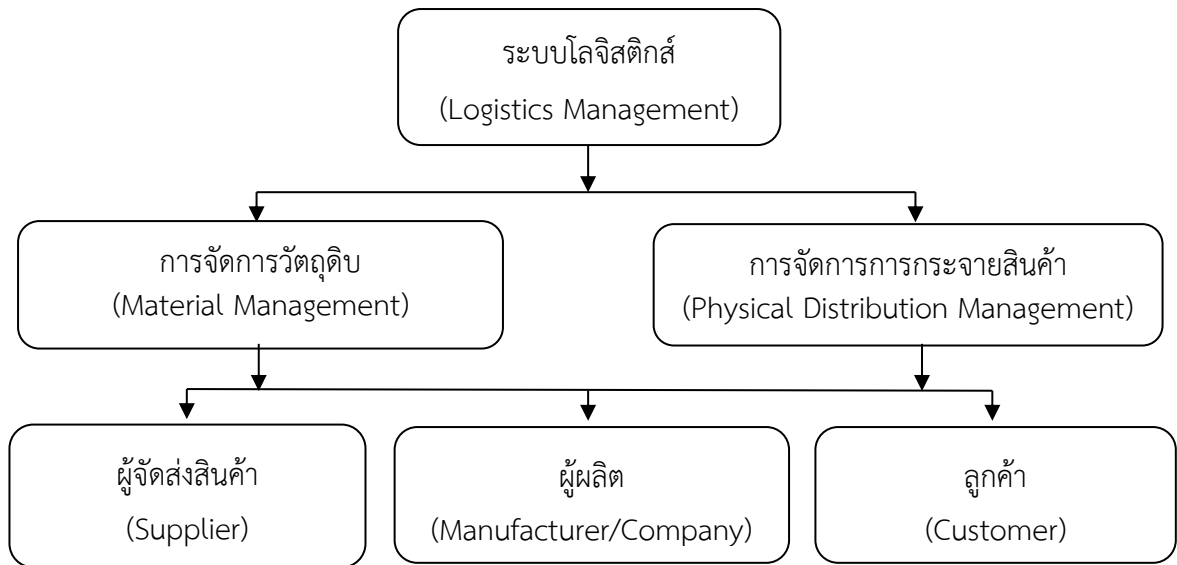 ระบบโลจิสติกส์
(Logistics Management)
การจัดการวัตถุดิบ
(Material Management)
การจัดการการกระจายสินค้า
(Physical Distribution Management)
ผู้จัดส่งสินค้า
(Supplier)
ผู้ผลิต
(Manufacturer/Company)
ลูกค้า
(Customer)